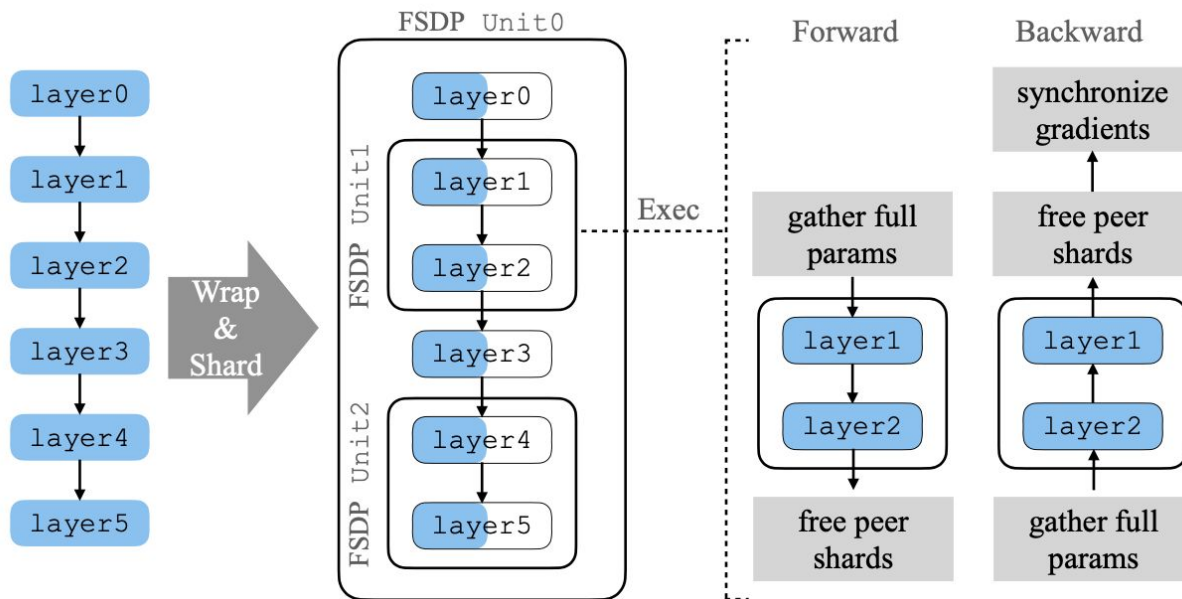 layer0
layer1
layer2
layer3
layer4
layer5
Wrap
&
Shard
FSDP Unit0
layer0
FSDP Unit1
layer1
layer2
layer3
FSDP Unit2
layer4
layer5
Exec
Forward
gather full
params
layer1
layer2
free peer
shards
Backward
synchronize
gradients
free peer
shards
layer1
layer2
gather full
params